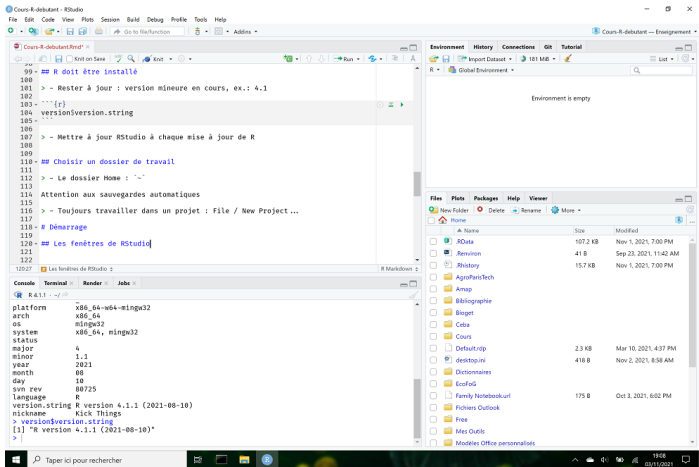 Cours-R-debutant - RStudio
File Edit Code View Plots Session Build Debug Profile Tools Help
Go to file/function Addins Cours-R-debutant — Enseignement
Cours-R-debutant.Rmd*
Knit on Save Knit Run
99 ## R doit être installé
100
101 > - Rester à jour : version mineure en cours, ex.: 4.1
102
103 ```{r}
104 version$version.string
105 ```
106
107 > - Mettre à jour RStudio à chaque mise à jour de R
108
109
110 ## Choisir un dossier de travail
111
112 > - Le dossier Home : `~`
113
114 Attention aux sauvegardes automatiques
115
116 > - Toujours travailler dans un projet : File / New Project...
117
118 # Démarrage
119
120 ## Les fenêtres de RStudio
121
122
120:27 Les fenêtres de RStudio R Markdown
Console Terminal Render Jobs
R 4.1.1 · ~/
platform x86_64-w64-mingw32
arch x86_64
os mingw32
system x86_64, mingw32
status
major 4
minor 1.1
year 2021
month 08
day 10
svn rev 80725
language R
version.string R version 4.1.1 (2021-08-10)
nickname Kick Things
> version$version.string
[1] "R version 4.1.1 (2021-08-10)"
>
Environment History Connections Git Tutorial
Import Dataset 181 MiB List
R Global Environment
Environment is empty
Files Plots Packages Help Viewer
New Folder Delete Rename More
Home
Name Size Modified
.RData 107.2 KB Nov 1, 2021, 7:00 PM
.Renviron 41 B Sep 23, 2021, 11:42 AM
.Rhistory 15.7 KB Nov 1, 2021, 7:00 PM
AgroParisTech
Amap
Bibliographie
Bioget
Ceba
Cours
Default.rdp 2.3 KB Mar 10, 2021, 4:37 PM
desktop.ini 418 B Nov 2, 2021, 8:58 AM
Dictionnaires
EcoFoG
Family Notebook.url 175 B Oct 3, 2021, 6:02 PM
Fichiers Outlook
Free
Mes Outils
Modèles Office personnalisés
Taper ici pour rechercher
19:08
03/11/2021